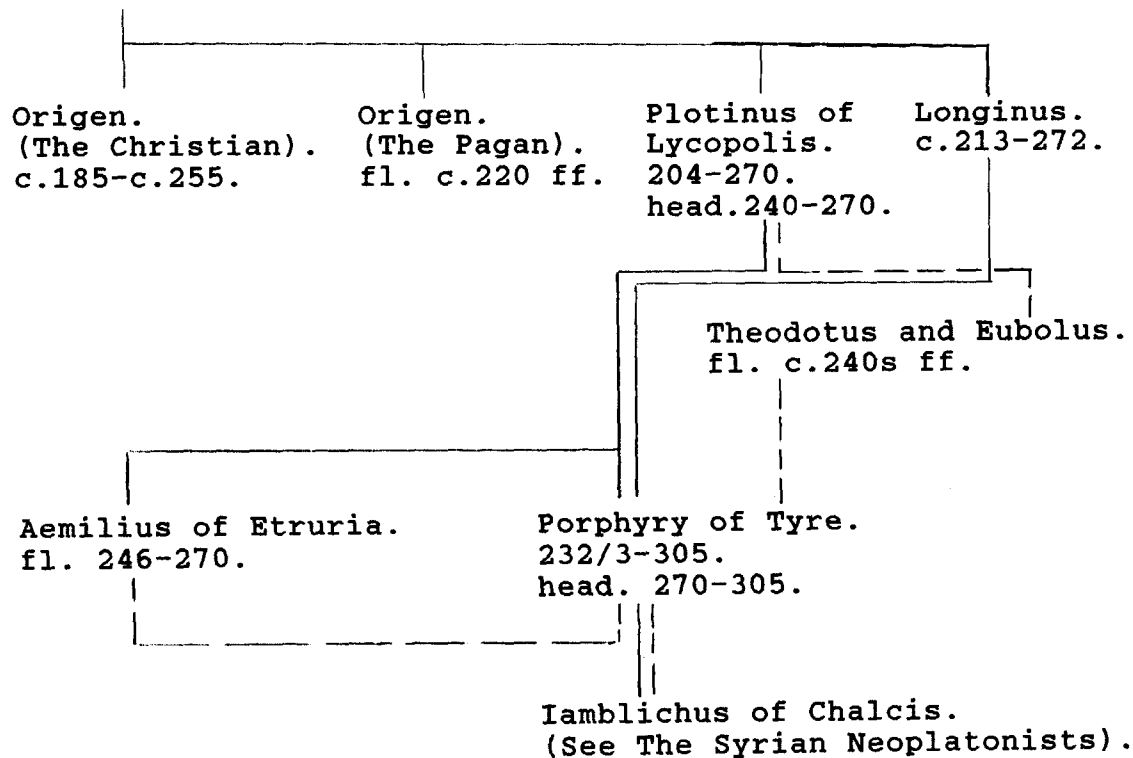 Origen.
(The Christian).
c.185-c.255.
Origen.
(The Pagan).
fl. c.220 ff.
Plotinus of
Lycopolis.
204-270.
head.240-270.
Longinus.
c.213-272.
Theodotus and Eubolus.
fl. c.240s ff.
Aemilius of Etruria.
fl. 246-270.
Porphyry of Tyre.
232/3-305.
head. 270-305.
Iamblichus of Chalcis.
(See The Syrian Neoplatonists).